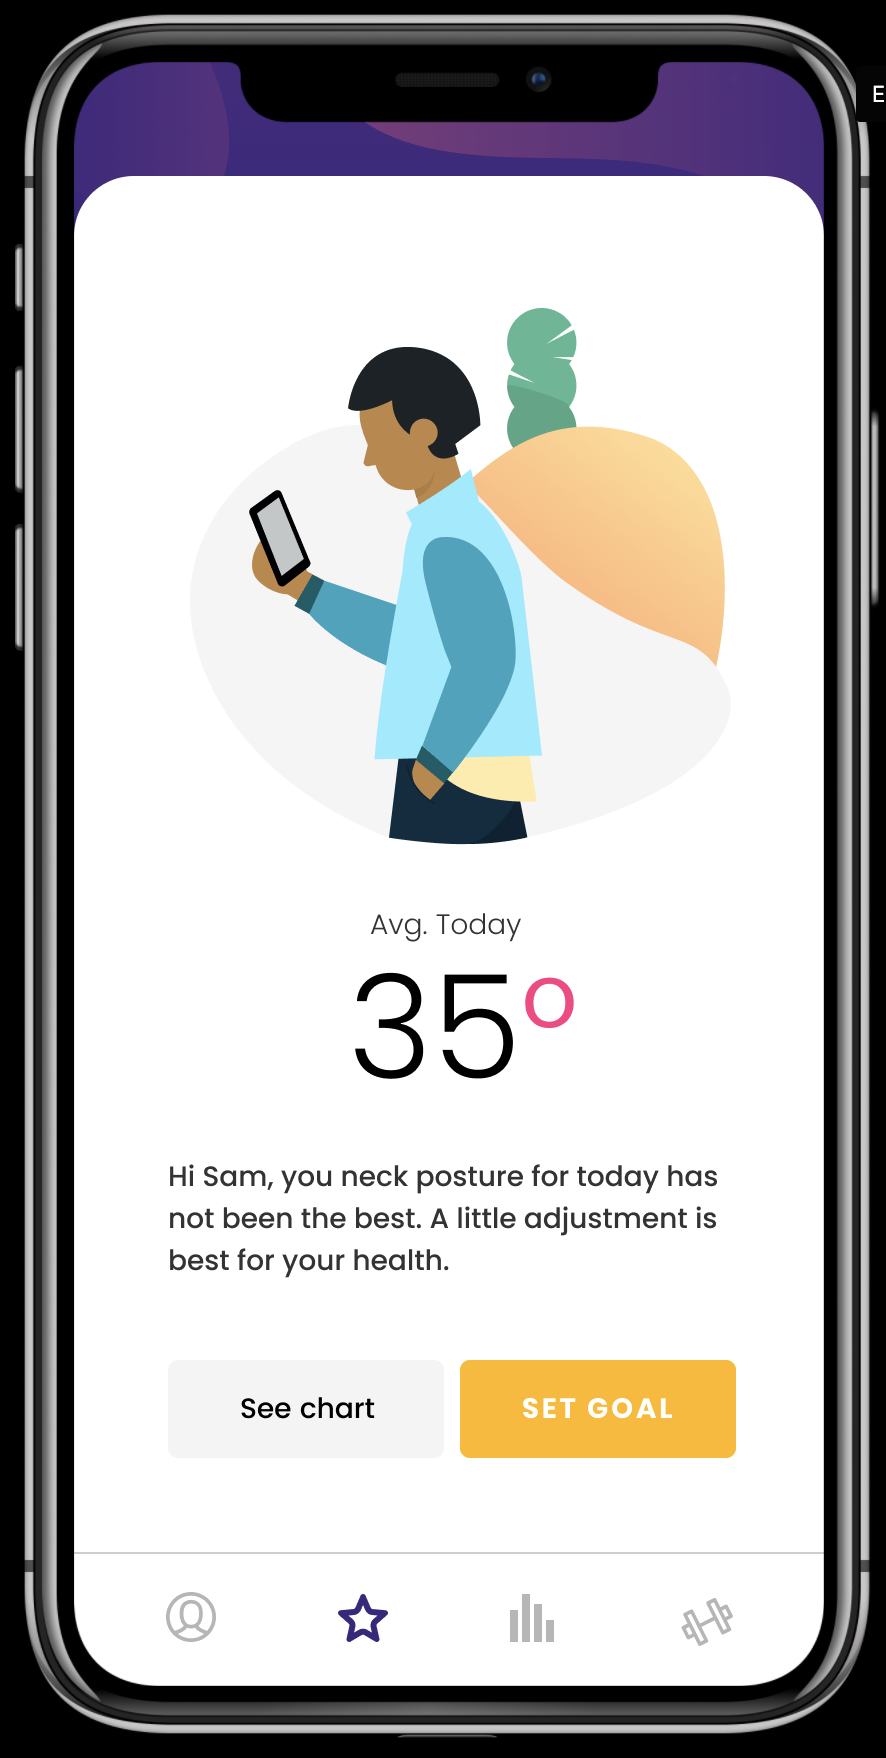 E
Avg. Today
35°
Hi Sam, you neck posture for today has
not been the best. A little adjustment is
best for your health.
See chart
SET GOAL